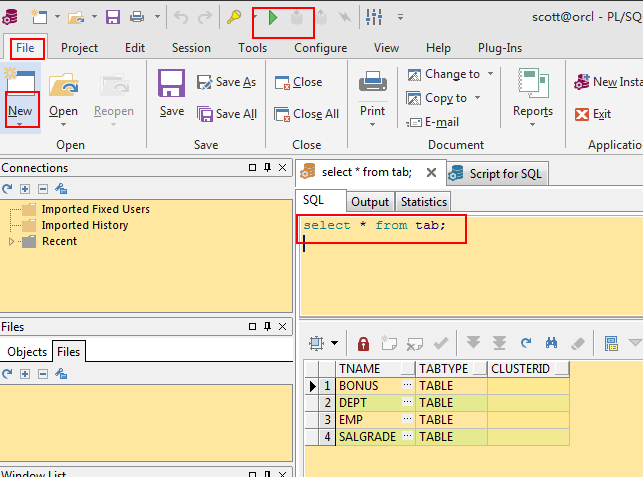 scott@orcl - PL/SQ
File Project Edit Session Tools Configure Window Help Plug-Ins
New Open Reopen Save Save As Save All Close Close All Print Change to Copy to E-mail Reports New Insta Exit
Open Save Close Document Application
Connections
Imported Fixed Users
Imported History
Recent
Files
Objects Files
Window List
select * from tab; Script for SQL
SQL Output Statistics
select * from tab;
TNAME TABTYPE CLUSTERID
1 BONUS ... TABLE
2 DEPT ... TABLE
3 EMP ... TABLE
4 SALGRADE ... TABLE